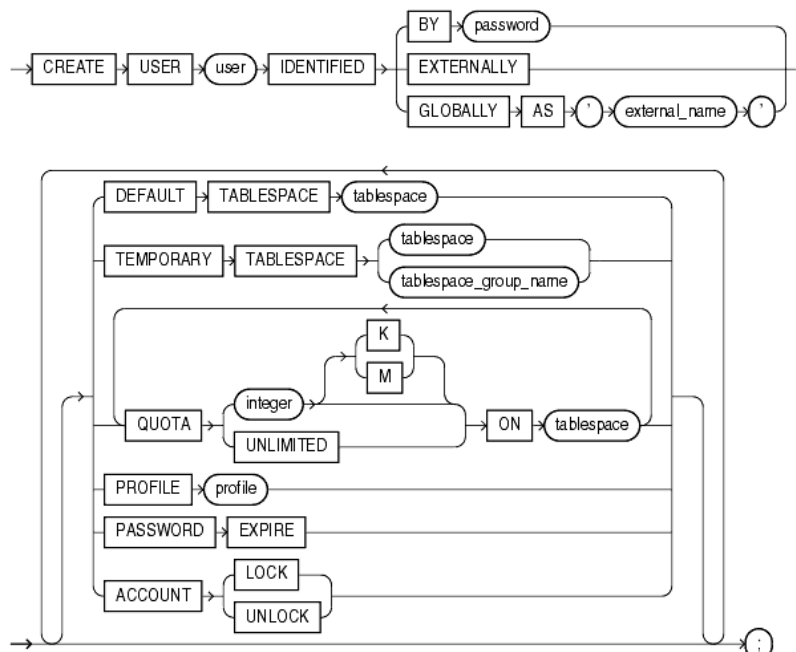 BY password
CREATE USER user IDENTIFIED EXTERNALLY
GLOBALLY AS ' external_name '
DEFAULT TABLESPACE tablespace
TEMPORARY TABLESPACE tablespace
tablespace_group_name
K
M
integer
QUOTA ON tablespace
UNLIMITED
PROFILE profile
PASSWORD EXPIRE
LOCK
ACCOUNT
UNLOCK
;